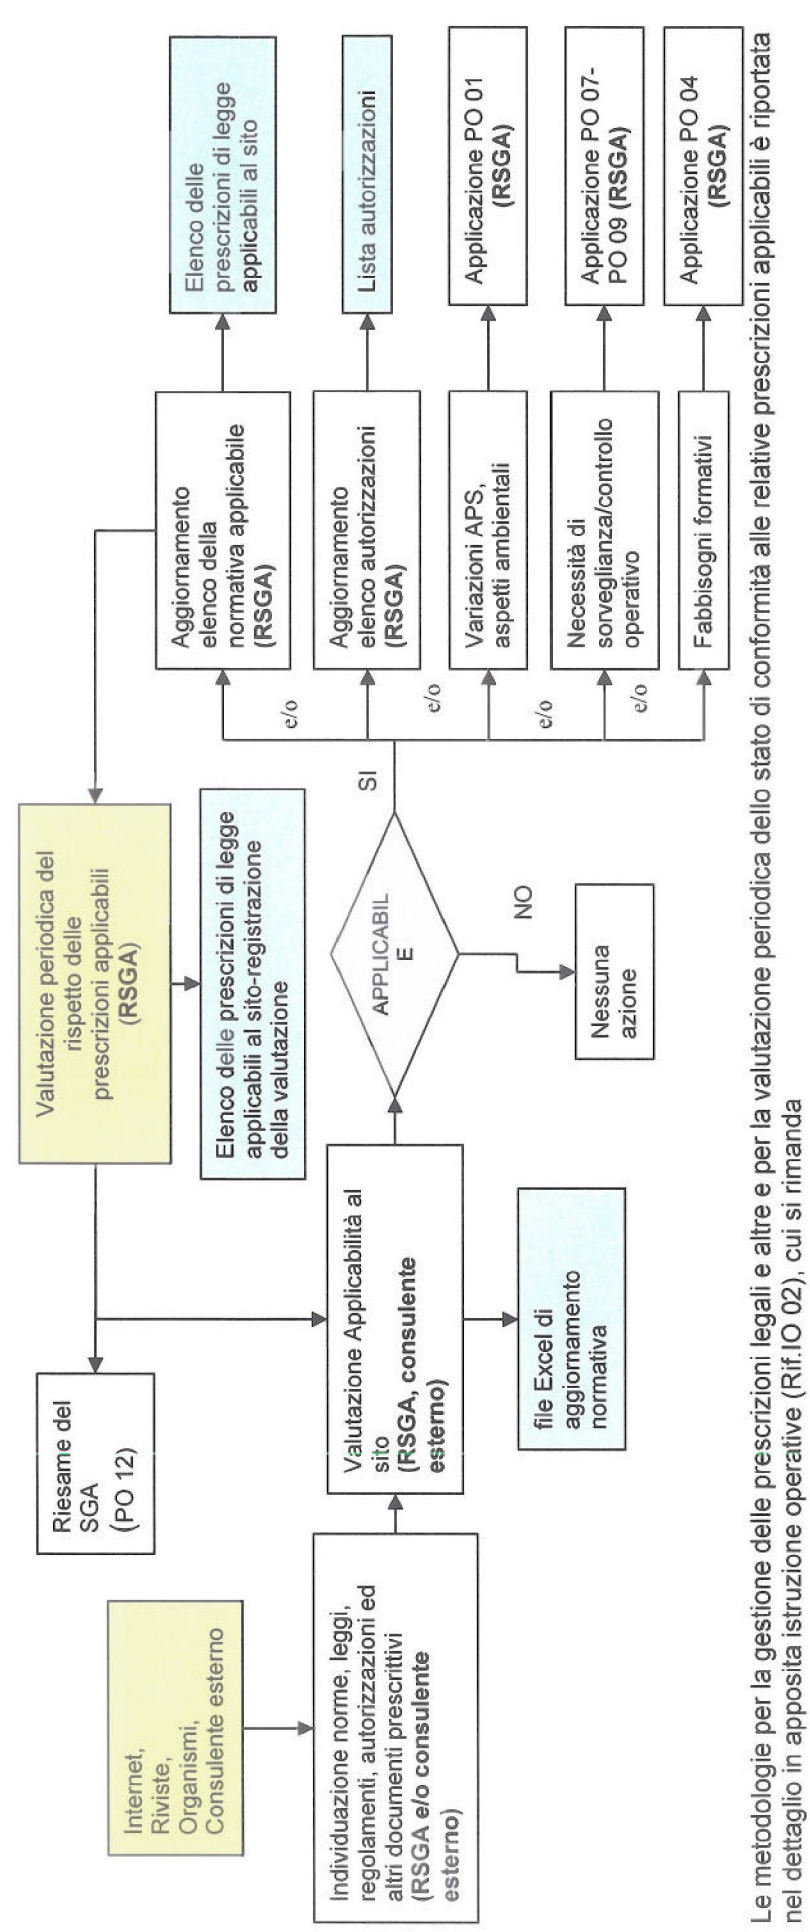 Internet,
Riviste,
Organismi,
Consulente esterno
Individuazione norme, leggi,
regolamenti, autorizzazioni ed
altri documenti prescrittivi
(RSGA e/o consulente
esterno)
Riesame del
SGA
(PO 12)
Valutazione Applicabilità al
sito
(RSGA, consulente
esterno)
file Excel di
aggiornamento
normativa
Valutazione periodica del
rispetto delle
prescrizioni applicabili
(RSGA)
Elenco delle prescrizioni di legge
applicabili al sito-registrazione
della valutazione
APPLICABIL
E
SI
NO
Nessuna
azione
e/o
e/o
e/o
e/o
Aggiornamento
elenco della
normativa applicabile
(RSGA)
Aggiornamento
elenco autorizzazioni
(RSGA)
Variazioni APS,
aspetti ambientali
Necessità di
sorveglianza/controllo
operativo
Fabbisogni formativi
Elenco delle
prescrizioni di legge
applicabili al sito
Lista autorizzazioni
Applicazione PO 01
(RSGA)
Applicazione PO 07-
PO 09 (RSGA)
Applicazione PO 04
(RSGA)
Le metodologie per la gestione delle prescrizioni legali e altre e per la valutazione periodica dello stato di conformità alle relative prescrizioni applicabili è riportata
nel dettaglio in apposita istruzione operative (Rif.IO 02), cui si rimanda